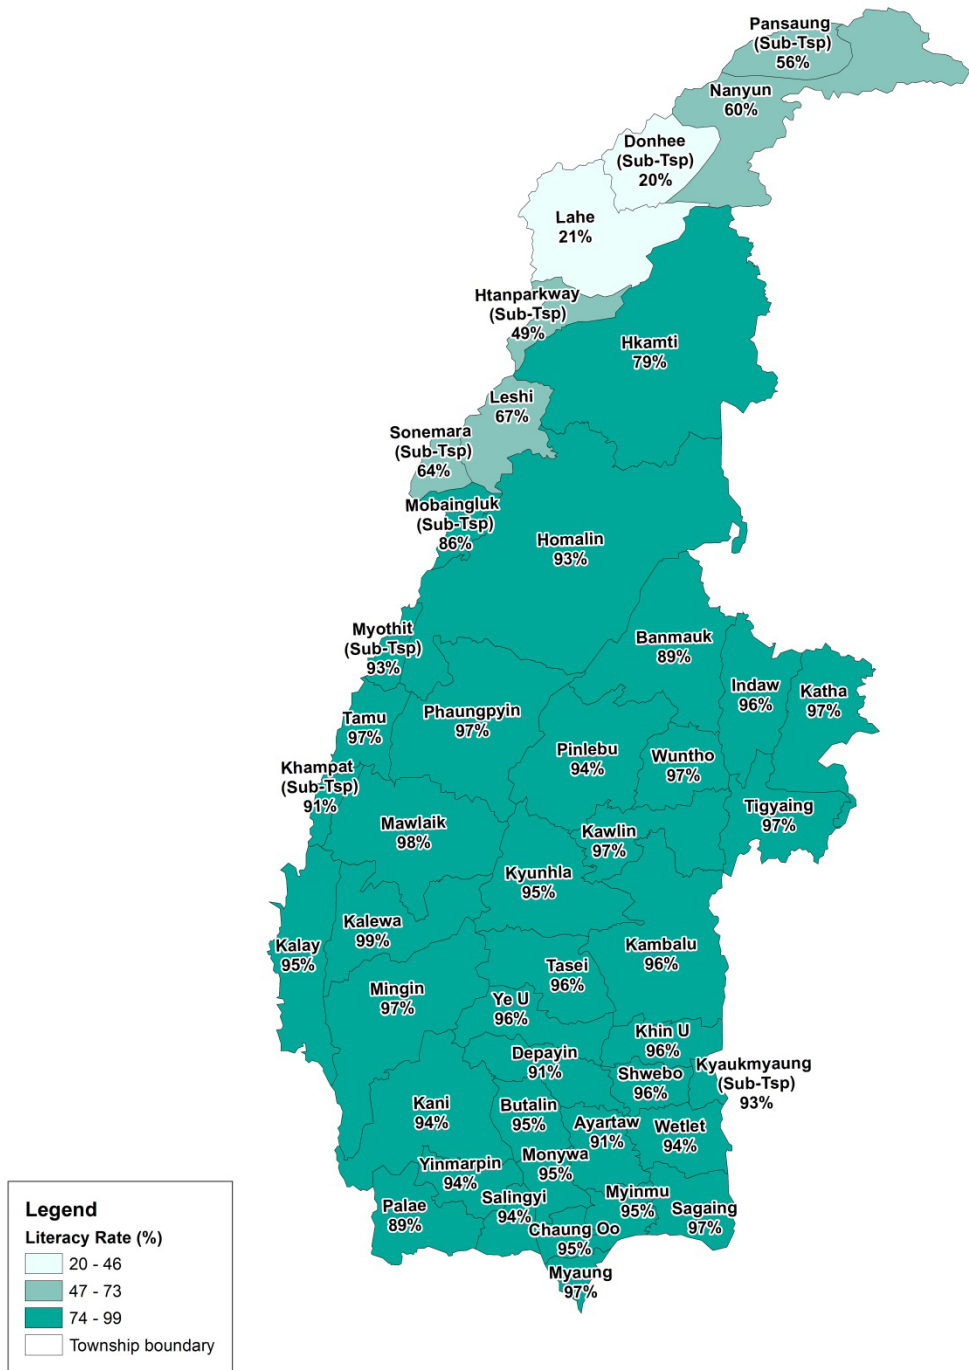 Pansaung
(Sub-Tsp)
56%
Nanyun
60%
Donhee
(Sub-Tsp)
20%
Lahe
21%
Htanparkway
(Sub-Tsp)
49%
Hkamti
79%
Leshi
67%
Sonemara
(Sub-Tsp)
64%
Mobaingluk
(Sub-Tsp)
86%
Homalin
93%
Myothit
(Sub-Tsp)
93%
Banmauk
89%
Indaw
96%
Katha
97%
Tamu
97%
Phaungpyin
97%
Pinlebu
94%
Wuntho
97%
Khampat
(Sub-Tsp)
91%
Tigyaing
97%
Mawlaik
98%
Kawlin
97%
Kyunhla
95%
Kalewa
99%
Kalay
95%
Kambalu
96%
Tasei
96%
Mingin
97%
Ye U
96%
Khin U
96%
Depayin
91%
Shwebo
96%
Kyaukmyaung
(Sub-Tsp)
93%
Kani
94%
Butalin
95%
Ayartaw
91%
Wetlet
94%
Monywa
95%
Yinmarpin
94%
Salingyi
94%
Myinmu
95%
Sagaing
97%
Palae
89%
Chaung Oo
95%
Myaung
97%
Legend
Literacy Rate (%)
20 - 46
47 - 73
74 - 99
Township boundary